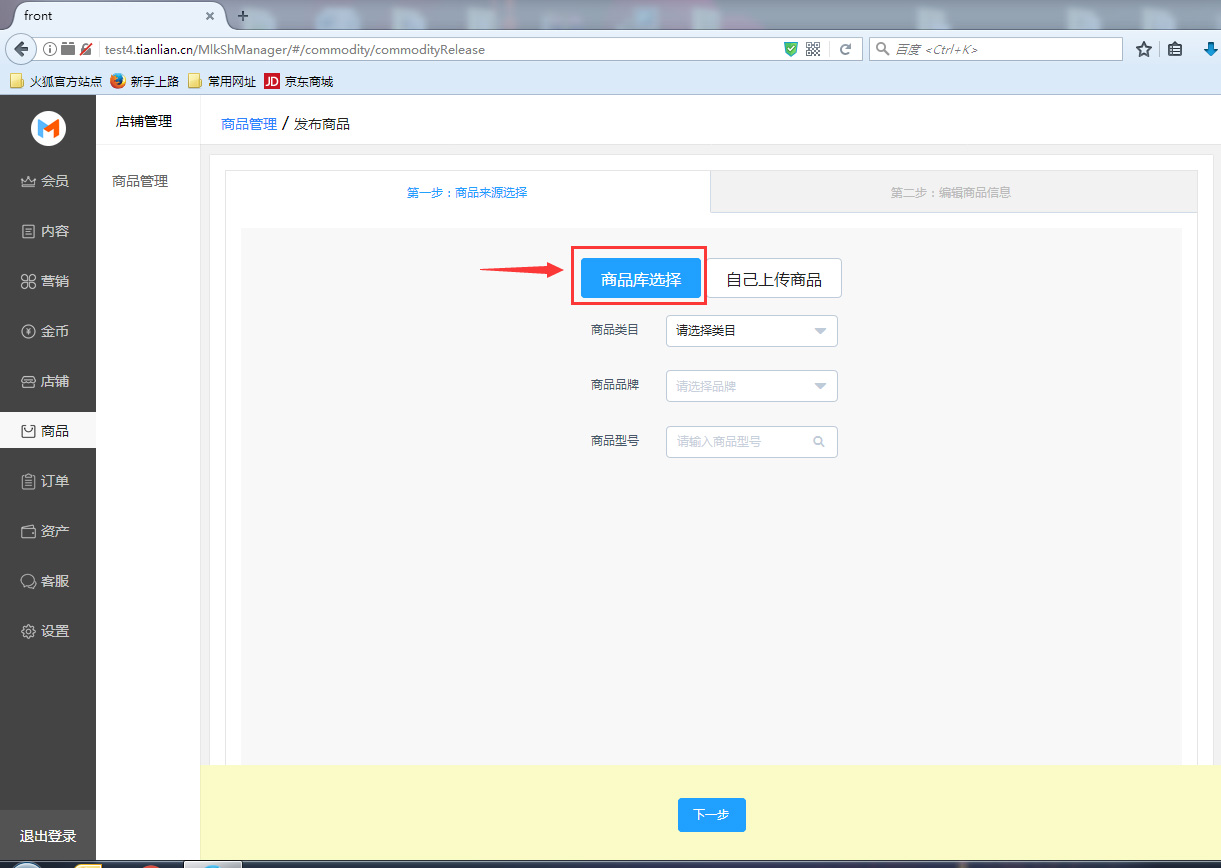 front
test4.tianlian.cn/MlkShManager/#/commodity/commodityRelease
百度 <Ctrl+K>
火狐官方站点
新手上路
常用网址
JD 京东商城
店铺管理
商品管理 / 发布商品
会员
商品管理
第一步：商品来源选择
第二步：编辑商品信息
内容
营销
商品库选择
自己上传商品
金币
商品类目
请选择类目
店铺
商品品牌
请选择品牌
商品
商品型号
请输入商品型号
订单
资产
客服
设置
下一步
退出登录